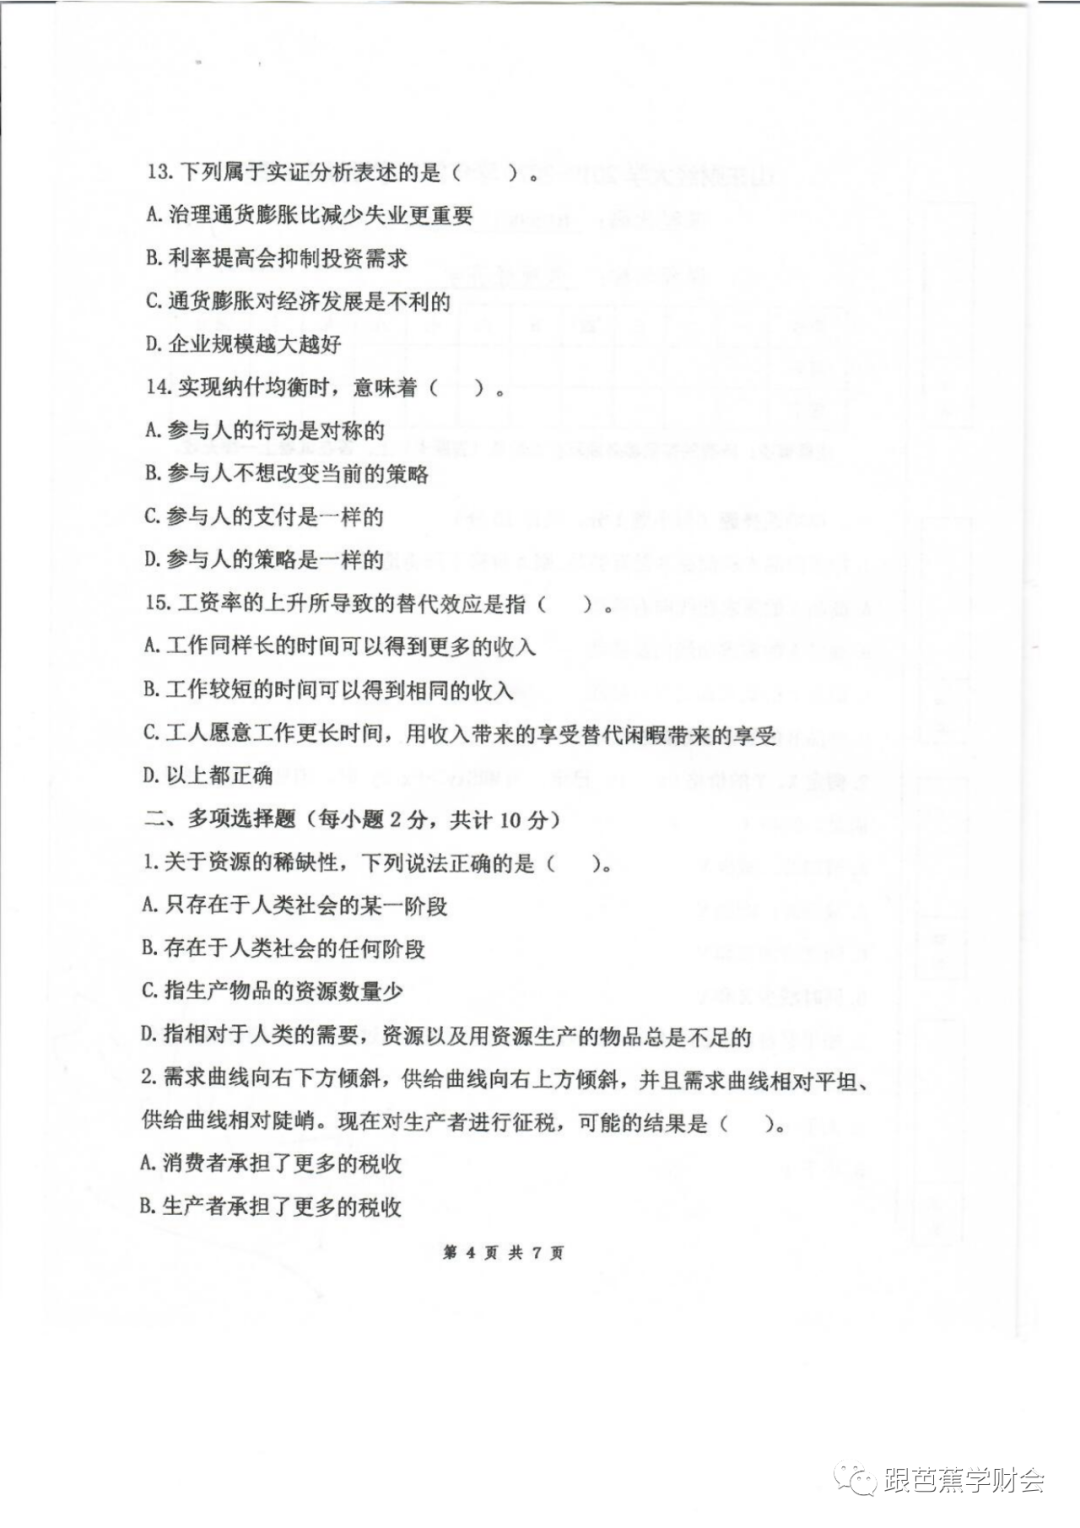 13. 下列属于实证分析表述的是（　　）。
A. 治理通货膨胀比减少失业更重要
B. 利率提高会抑制投资需求
C. 通货膨胀对经济发展是不利的
D. 企业规模越大越好
14. 实现纳什均衡时，意味着（　　）。
A. 参与人的行动是对称的
B. 参与人不想改变当前的策略
C. 参与人的支付是一样的
D. 参与人的策略是一样的
15. 工资率的上升所导致的替代效应是指（　　）。
A. 工作同样长的时间可以得到更多的收入
B. 工作较短的时间可以得到相同的收入
C. 工人愿意工作更长时间，用收入带来的享受替代闲暇带来的享受
D. 以上都正确
二、多项选择题（每小题 2 分，共计 10 分）
1. 关于资源的稀缺性，下列说法正确的是（　　）。
A. 只存在于人类社会的某一阶段
B. 存在于人类社会的任何阶段
C. 指生产物品的资源数量少
D. 指相对于人类的需要，资源以及用资源生产的物品总是不足的
2. 需求曲线向右下方倾斜，供给曲线向右上方倾斜，并且需求曲线相对平坦、
供给曲线相对陡峭。现在对生产者进行征税，可能的结果是（　　）。
A. 消费者承担了更多的税收
B. 生产者承担了更多的税收
第 4 页 共 7 页
跟芭蕉学财会